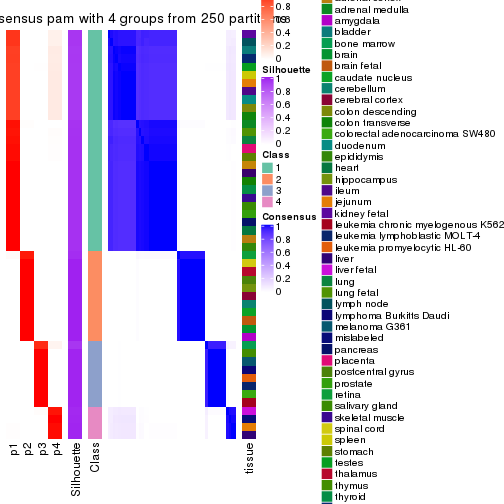 sensus pam with 4 groups from 250 partit
0.8
0.6
0.4
0.2
0
Silhouette
1
0.8
0.6
0.4
0.2
0
Class
1
2
3
4
Consensus
1
0.8
0.6
0.4
0.2
0
adrenal medulla
amygdala
bladder
bone marrow
brain
brain fetal
caudate nucleus
cerebellum
cerebral cortex
colon descending
colon transverse
colorectal adenocarcinoma SW480
duodenum
epididymis
heart
hippocampus
ileum
jejunum
kidney fetal
leukemia chronic myelogenous K562
leukemia lymphoblastic MOLT-4
leukemia promyelocytic HL-60
liver
liver fetal
lung
lung fetal
lymph node
lymphoma Burkitts Daudi
melanoma G361
mislabeled
pancreas
placenta
postcentral gyrus
prostate
retina
salivary gland
skeletal muscle
spinal cord
spleen
stomach
testes
thalamus
thymus
thyroid
p1
p2
p3
p4
Silhouette
Class
tissue